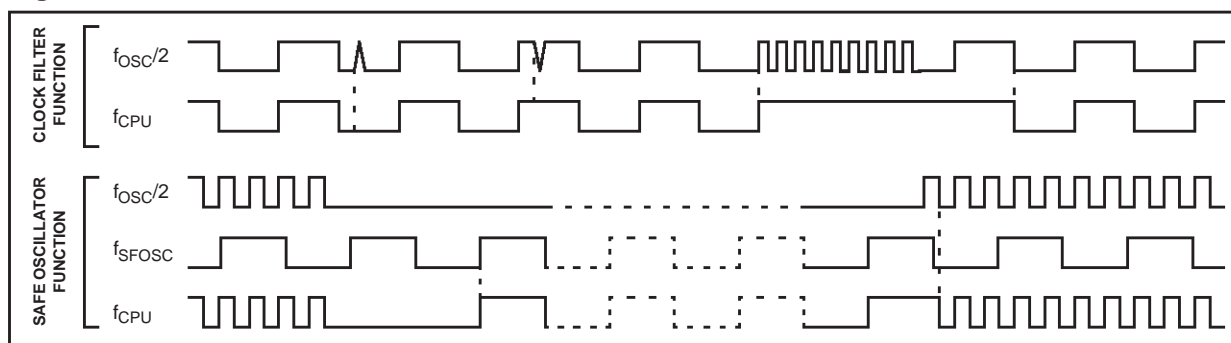 CLOCK FILTER
FUNCTION
fOSC/2
fCPU
SAFE OSCILLATOR
FUNCTION
fOSC/2
fSFOSC
fCPU